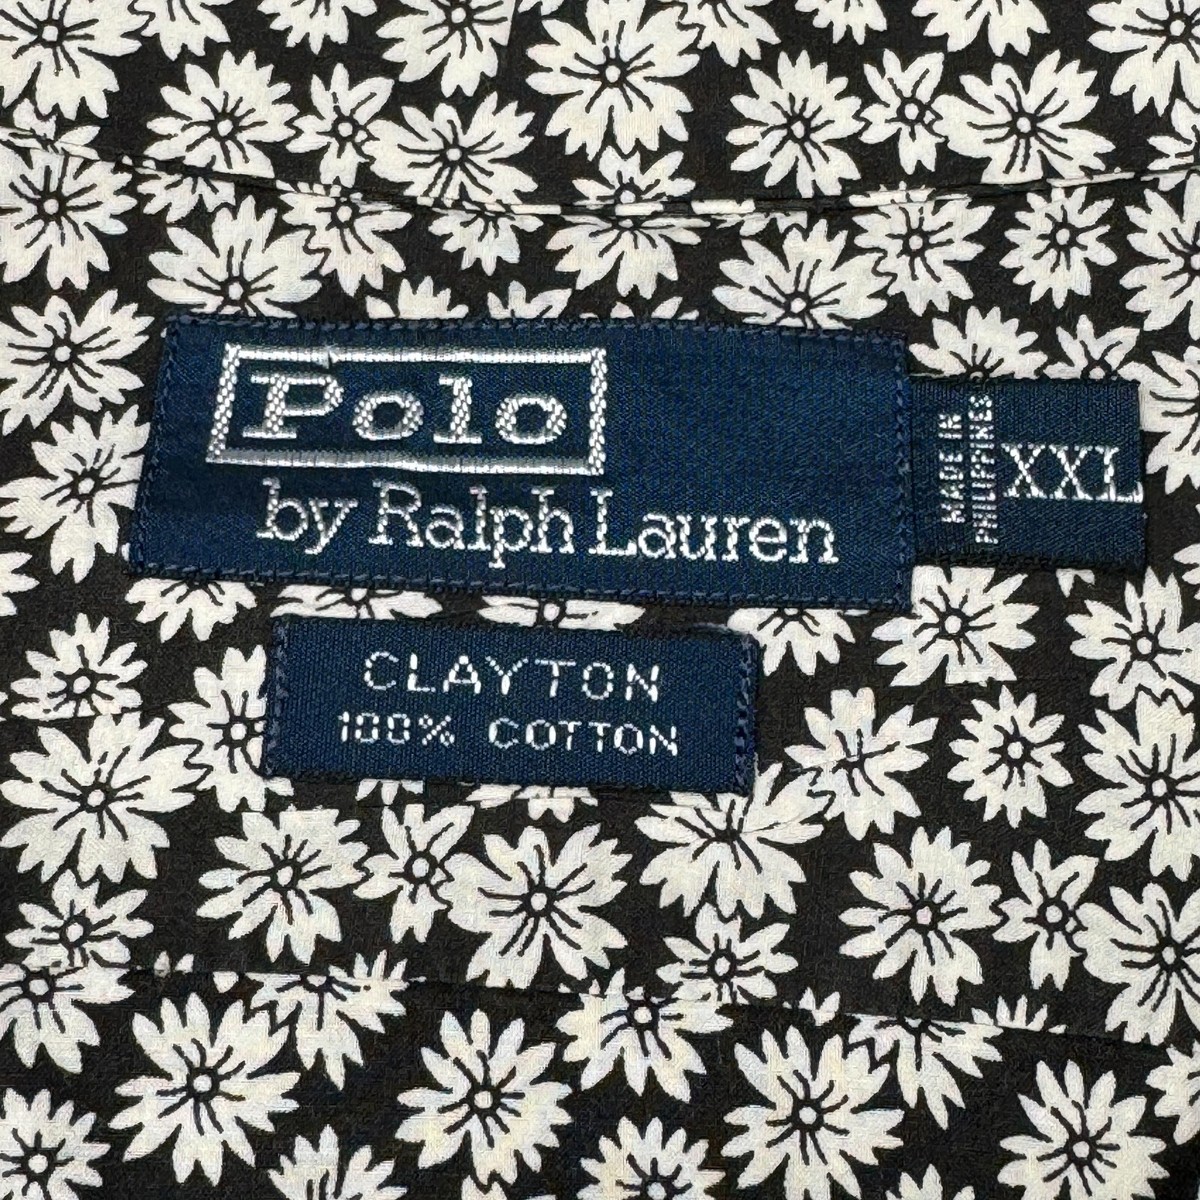 Polo
by Ralph Lauren
MADE IN
PHILIPPINES
XXL
CLAYTON
100% COTTON